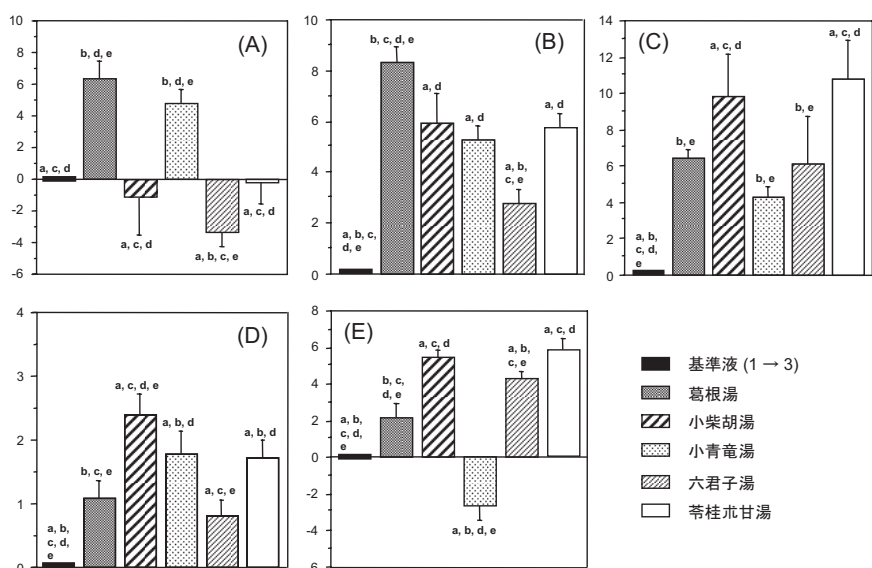 (A)
6
4
2
0
-2
-4
-6
a, c, d
b, d, e
a, c, d
b, d, e
a, b, c, e
a, c, d
(B)
10
8
6
4
2
0
a, b, c,
d, e
b, c, d, e
a, d
a, d
a, b,
c, e
a, d
(C)
14
12
10
8
6
4
2
0
a, b,
c, d,
e
b, e
a, c, d
b, e
b, e
a, c, d
(D)
4
3
2
1
0
a, b,
c, d,
e
b, c, e
a, c, d, e
a, b, d
a, c, e
a, b, d
(E)
8
6
4
2
0
-2
-4
6
a, b,
c, d,
e
b, c,
d, e
a, c, d
a, b, d, e
a, b,
c, e
a, c, d
基準液 (1 → 3)
葛根湯
小柴胡湯
小青竜湯
六君子湯
苓桂朮甘湯